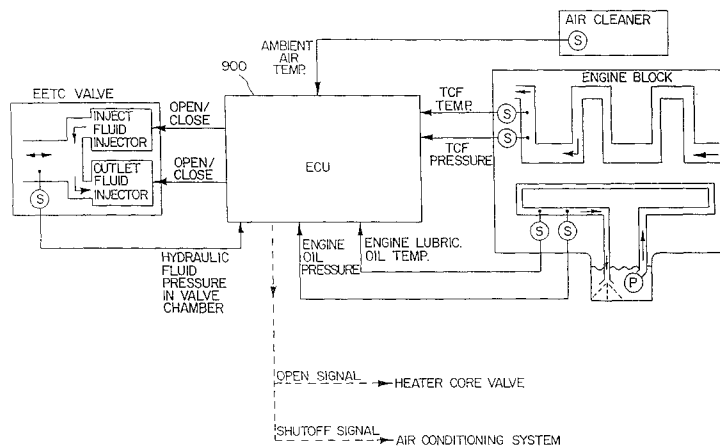 AIR CLEANER
S
AMBIENT
AIR
TEMP.
900
EETC VALVE
INJECT
FLUID
INJECTOR
OUTLET FLUID
INJECTOR
S
OPEN/
CLOSE
OPEN/
CLOSE
ECU
TCF
TEMP.
TCF
PRESSURE
ENGINE BLOCK
S
S
S
S
P
HYDRAULIC
FLUID
PRESSURE
IN VALVE
CHAMBER
ENGINE
OIL
PRESSURE
ENGINE LUBRIC.
OIL TEMP.
OPEN SIGNAL
HEATER CORE VALVE
SHUTOFF SIGNAL
AIR CONDITIONING SYSTEM